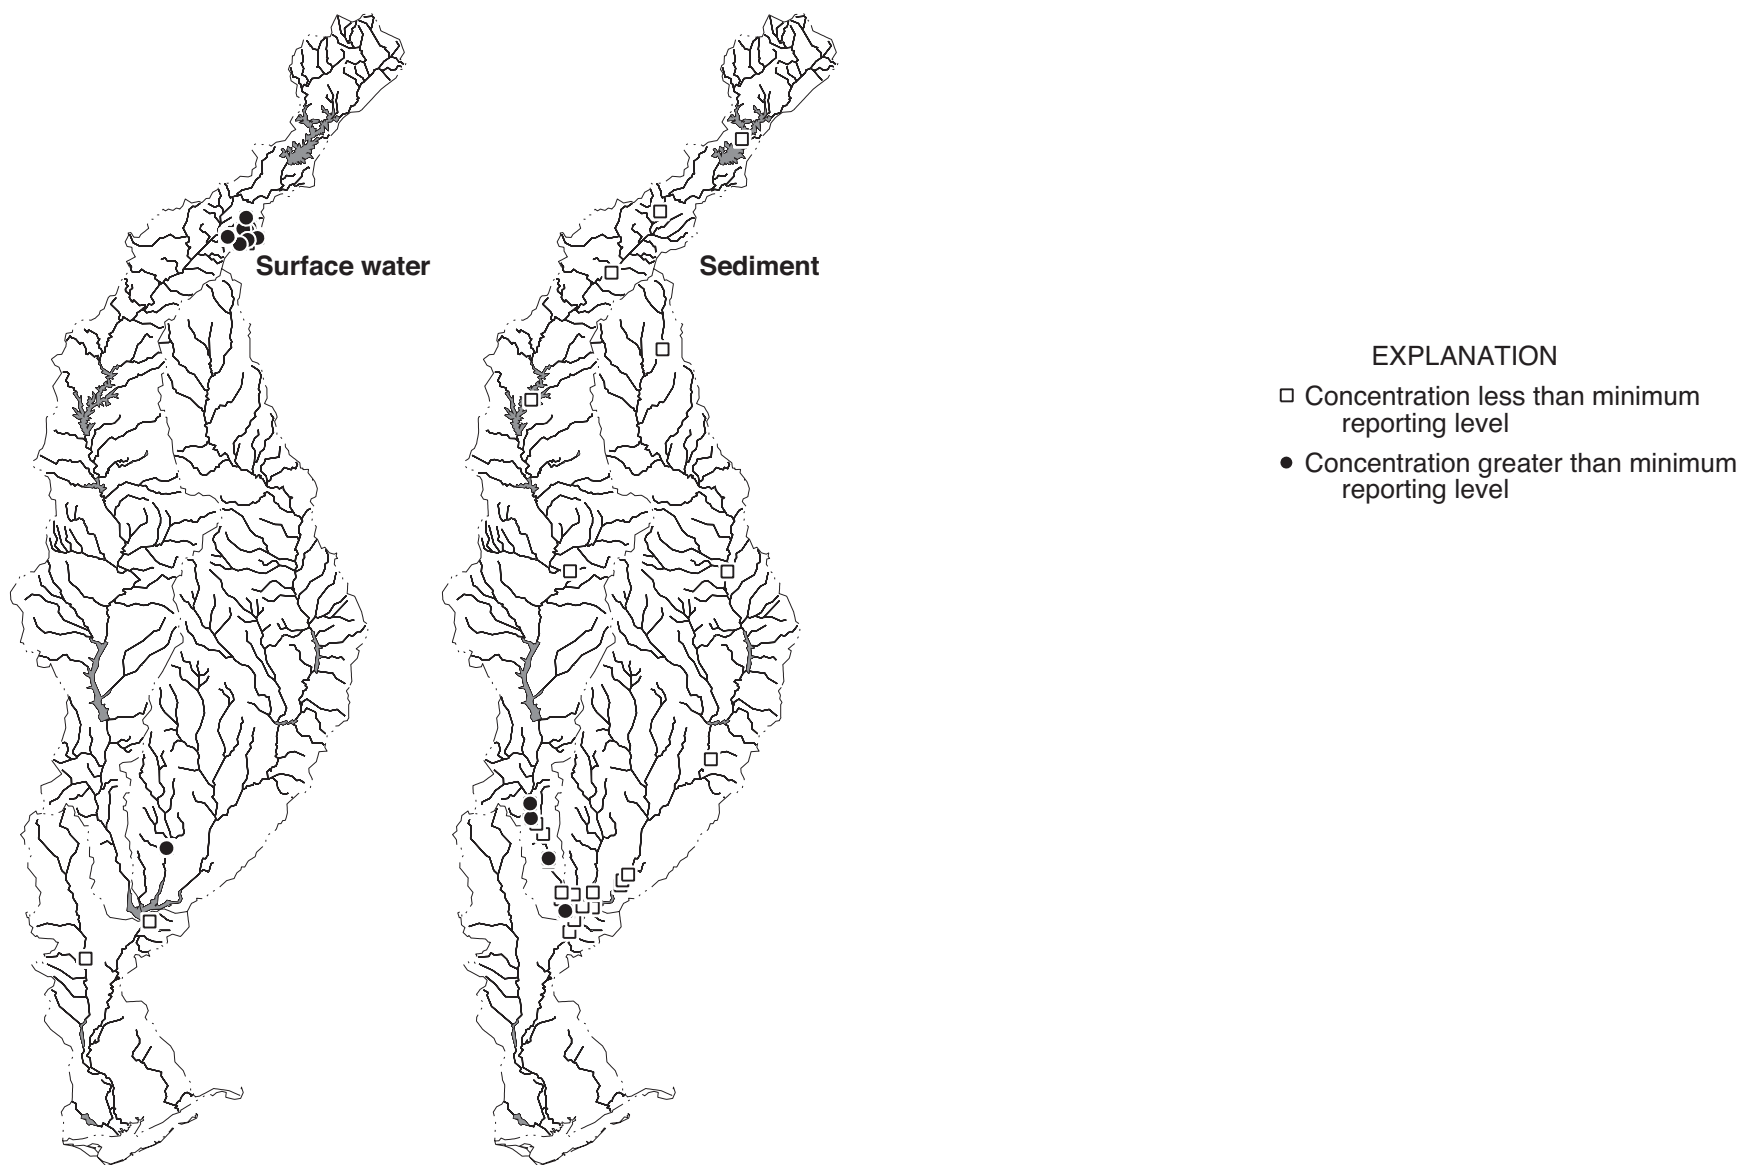 Surface water
Sediment
EXPLANATION
Concentration less than minimum
reporting level
Concentration greater than minimum
reporting level